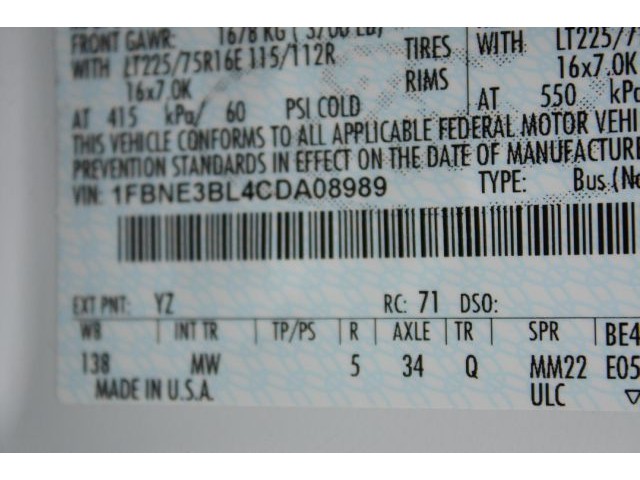 FRONT GAWR: 1678 KG ( 3700 LB)
WITH LT225/75R16E 115/112R TIRES WITH LT225/7
16x7.0K RIMS 16x7.0K
AT 415 kPa/ 60 PSI COLD AT 550 kPa
THIS VEHICLE CONFORMS TO ALL APPLICABLE FEDERAL MOTOR VEHI
PREVENTION STANDARDS IN EFFECT ON THE DATE OF MANUFACTURE
VIN: 1FBNE3BL4CDA08989 TYPE: Bus (No
EXT PNT: YZ RC: 71 DSO:
WB INT TR TP/PS R AXLE TR SPR BE4
138 MW 5 34 Q MM22 E05
MADE IN U.S.A. ULC